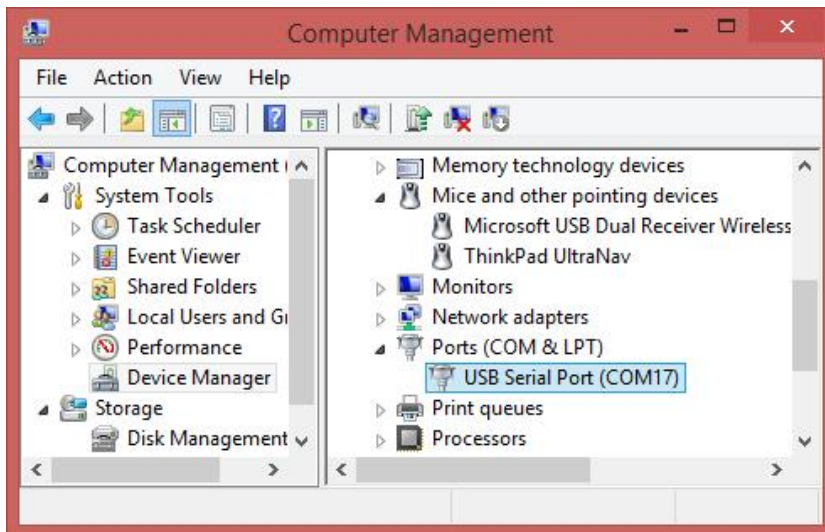 Computer Management
File Action View Help
Computer Management (
System Tools
Task Scheduler
Event Viewer
Shared Folders
Local Users and Gr
Performance
Device Manager
Storage
Disk Management
Memory technology devices
Mice and other pointing devices
Microsoft USB Dual Receiver Wireless
ThinkPad UltraNav
Monitors
Network adapters
Ports (COM & LPT)
USB Serial Port (COM17)
Print queues
Processors